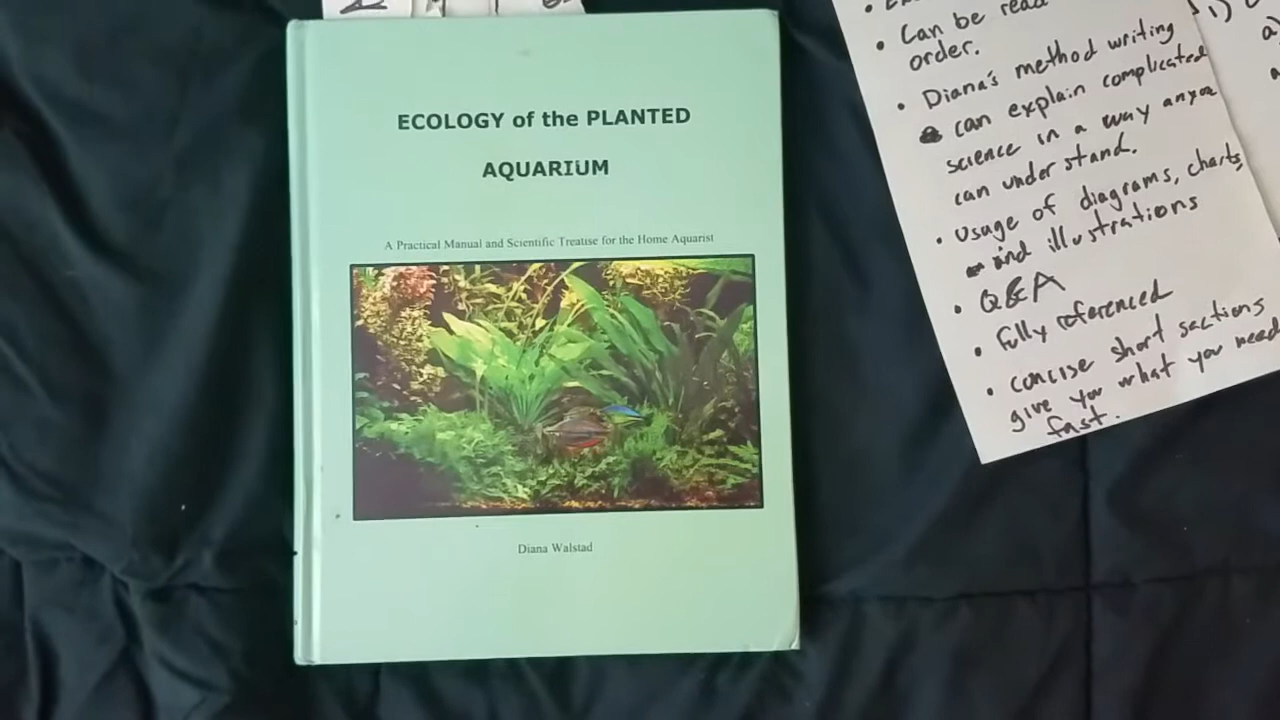 ECOLOGY of the PLANTED
AQUARIUM
A Practical Manual and Scientific Treatise for the Home Aquarist
Diana Walstad
• Can be read
order.
• Diana's method writing
can explain complicated
science in a way
can understand.
• Usage of diagrams, charts,
and illustrations
• Q&A
• Fully referenced
• concise short sections
give you what you need
fast.
1)
a)